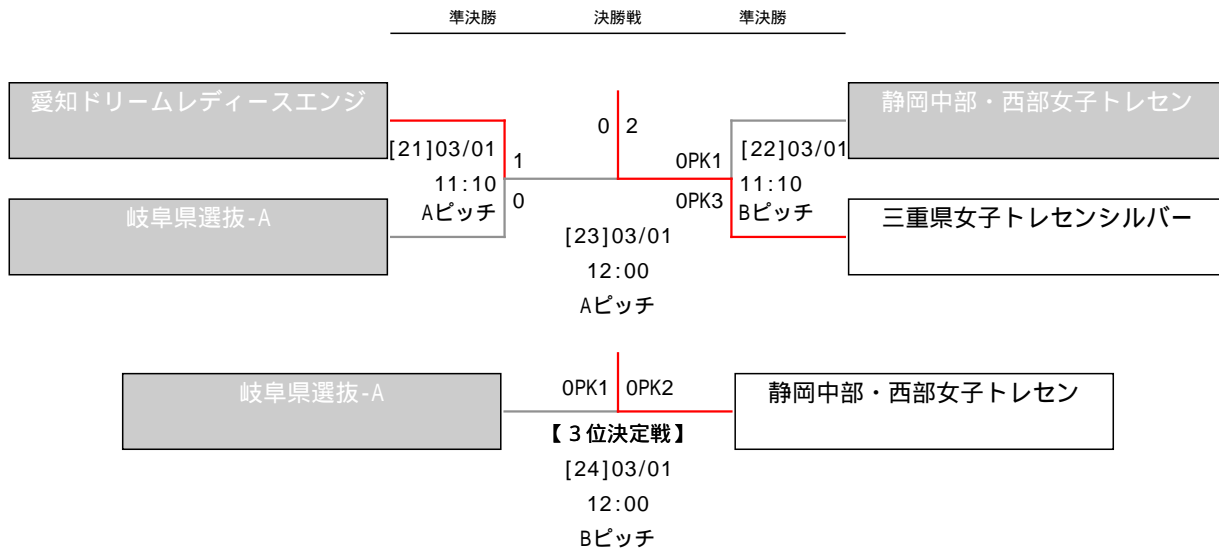 準決勝 決勝戦 準決勝
愛知ドリームレディースエンジ
静岡中部・西部女子トレセン
0 2
[21]03/01
1
0PK1
[22]03/01
11:10
11:10
Aピッチ
0
0PK3
Bピッチ
岐阜県選抜-A
三重県女子トレセンシルバー
[23]03/01
12:00
Aピッチ
岐阜県選抜-A
0PK1 0PK2
静岡中部・西部女子トレセン
【３位決定戦】
[24]03/01
12:00
Bピッチ